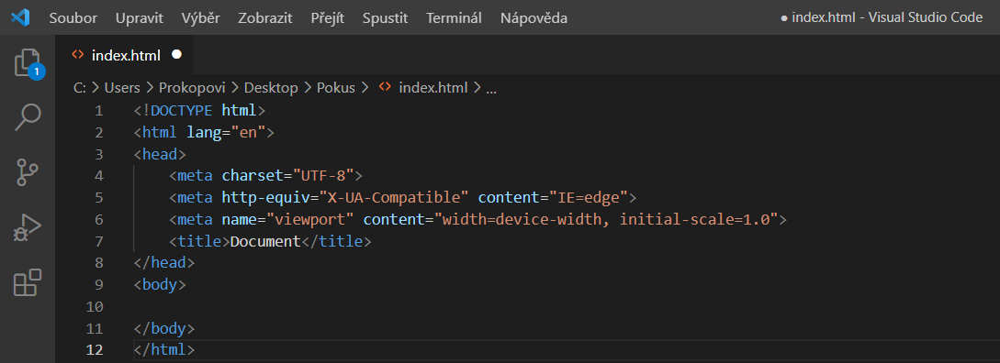 Soubor Upravit Výběr Zobrazit Přejít Spustit Terminál Nápověda ● index.html - Visual Studio Code
<> index.html ●
1
C: > Users > Prokopovi > Desktop > Pokus > <> index.html > ...
1 <!DOCTYPE html>
2 <html lang="en">
3 <head>
4     <meta charset="UTF-8">
5     <meta http-equiv="X-UA-Compatible" content="IE=edge">
6     <meta name="viewport" content="width=device-width, initial-scale=1.0">
7     <title>Document</title>
8 </head>
9 <body>
10
11 </body>
12 </html>